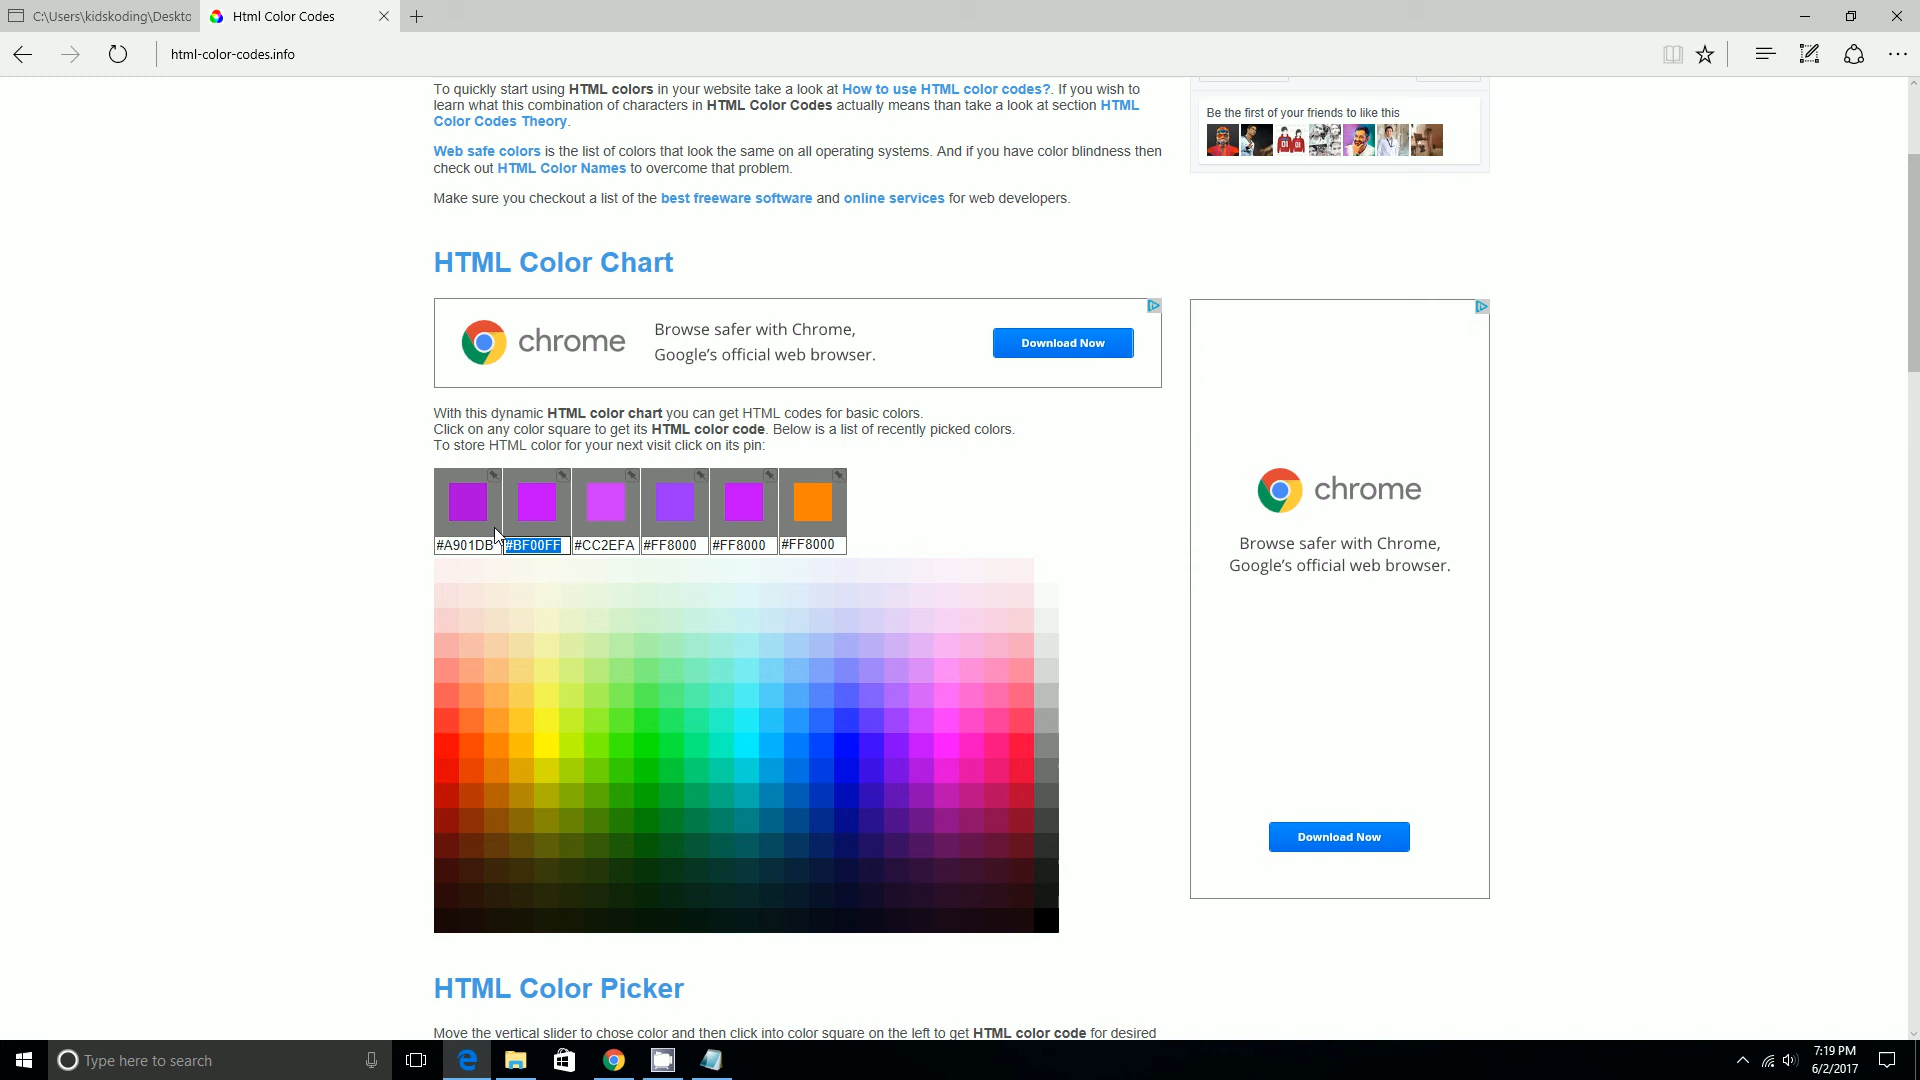 C:\Users\kidskoding\Deskto
Html Color Codes
html-color-codes.info
To quickly start using HTML colors in your website take a look at How to use HTML color codes?. If you wish to
learn what this combination of characters in HTML Color Codes actually means than take a look at section HTML
Color Codes Theory.
Web safe colors is the list of colors that look the same on all operating systems. And if you have color blindness then
check out HTML Color Names to overcome that problem.
Make sure you checkout a list of the best freeware software and online services for web developers.
Be the first of your friends to like this
HTML Color Chart
chrome
Browse safer with Chrome,
Google's official web browser.
Download Now
With this dynamic HTML color chart you can get HTML codes for basic colors.
Click on any color square to get its HTML color code. Below is a list of recently picked colors.
To store HTML color for your next visit click on its pin:
#A901DB #BF00FF #CC2EFA #FF8000 #FF8000 #FF8000
chrome
Browse safer with Chrome,
Google's official web browser.
Download Now
HTML Color Picker
Move the vertical slider to chose color and then click into color square on the left to get HTML color code for desired
Type here to search
7:19 PM
6/2/2017